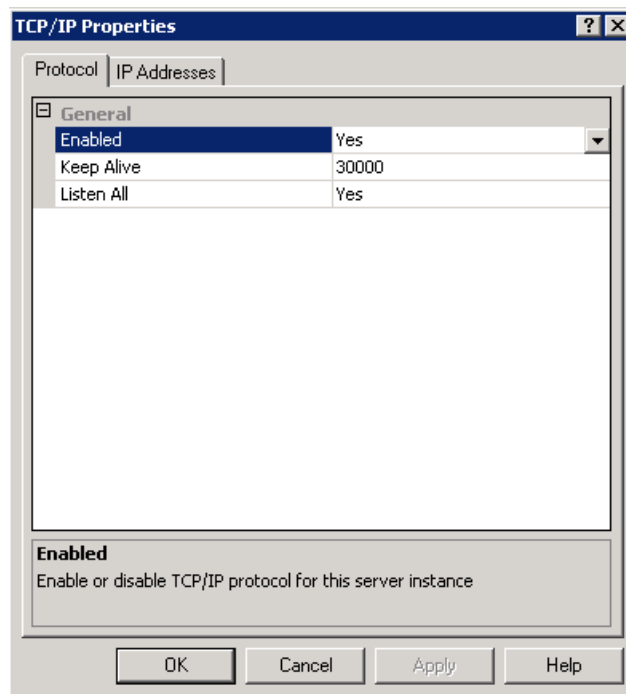 TCP/IP Properties
Protocol IP Addresses
General
Enabled Yes
Keep Alive 30000
Listen All Yes
Enabled
Enable or disable TCP/IP protocol for this server instance
OK Cancel Apply Help